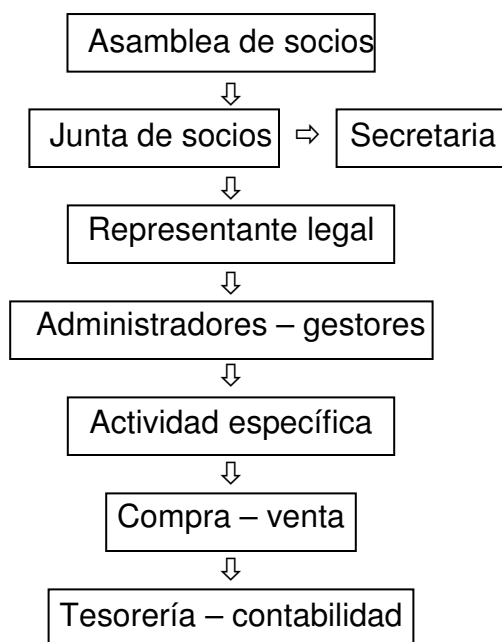 Asamblea de socios
Junta de socios ⇨ Secretaria
Representante legal
Administradores – gestores
Actividad específica
Compra – venta
Tesorería – contabilidad